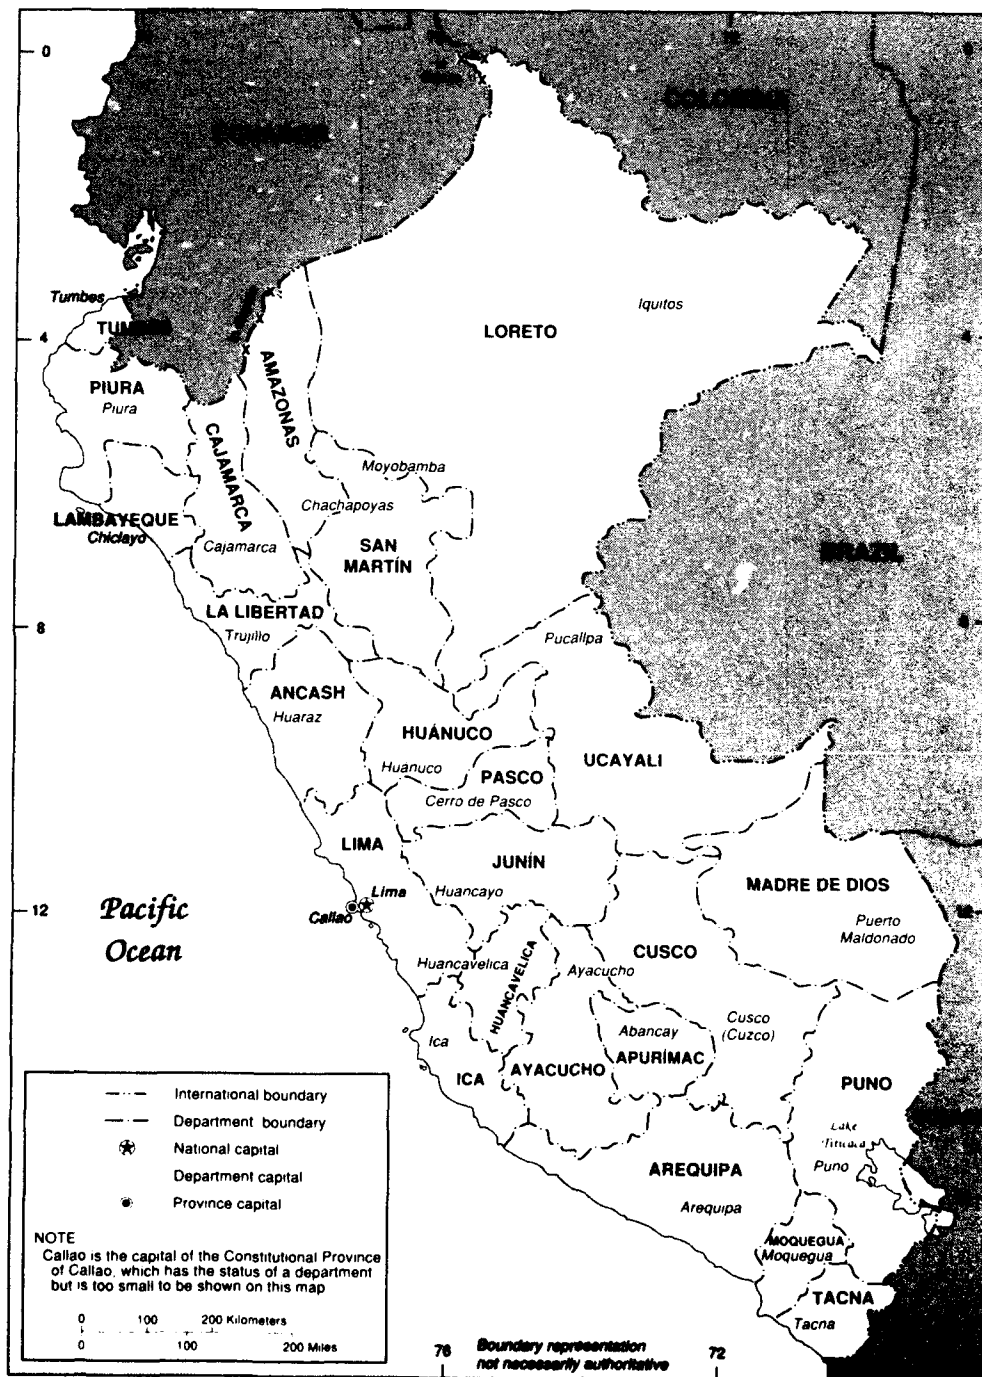 0
COLOMBIA
Tumbes
TUMBES
4
4
Iquitos
LORETO
PIURA
Piura
AMAZONAS
CAJAMARCA
Moyobamba
Chachapoyas
LAMBAYEQUE
Chiclayo
Cajamarca
SAN
MARTÍN
BRAZIL
LA LIBERTAD
Trujillo
8
Pucallpa
ANCASH
Huaraz
HUÁNUCO
Huanuco
PASCO
Cerro de Pasco
UCAYALI
LIMA
JUNÍN
MADRE DE DIOS
Huancayo
Lima
Callao
12
12
Pacific
Ocean
Puerto
Maldonado
CUSCO
Huancavelica
HUANCAVELICA
Ayacucho
Cusco
(Cuzco)
Ica
Abancay
APURÍMAC
ICA
AYACUCHO
PUNO
Lake
Titicaca
Puno
AREQUIPA
Arequipa
MOQUEGUA
Moquegua
TACNA
Tacna
International boundary
Department boundary
National capital
Department capital
Province capital
NOTE
Callao is the capital of the Constitutional Province
of Callao, which has the status of a department
but is too small to be shown on this map
0 100 200 Kilometers
0 100 200 Miles
76
72
Boundary representation
not necessarily authoritative